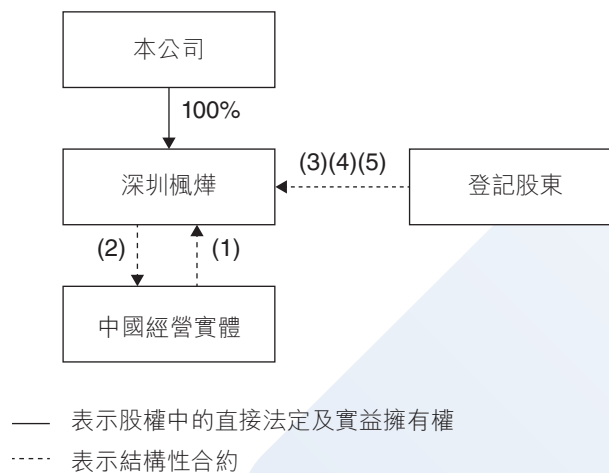 本公司
100%
深圳楓燁
(3)(4)(5)
登記股東
(2)
(1)
中國經營實體
表示股權中的直接法定及實益擁有權
表示結構性合約